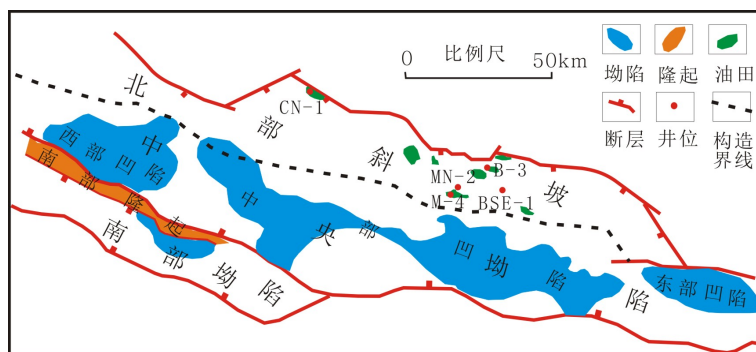 0 比例尺 50km
坳陷 隆起 油田
断层 井位 构造界线
北部斜坡
CN-1
MN-2
B-3
M-4
BSE-1
中央坳陷
西部凹陷
中部凹陷
东部凹陷
南部隆起
南部坳陷